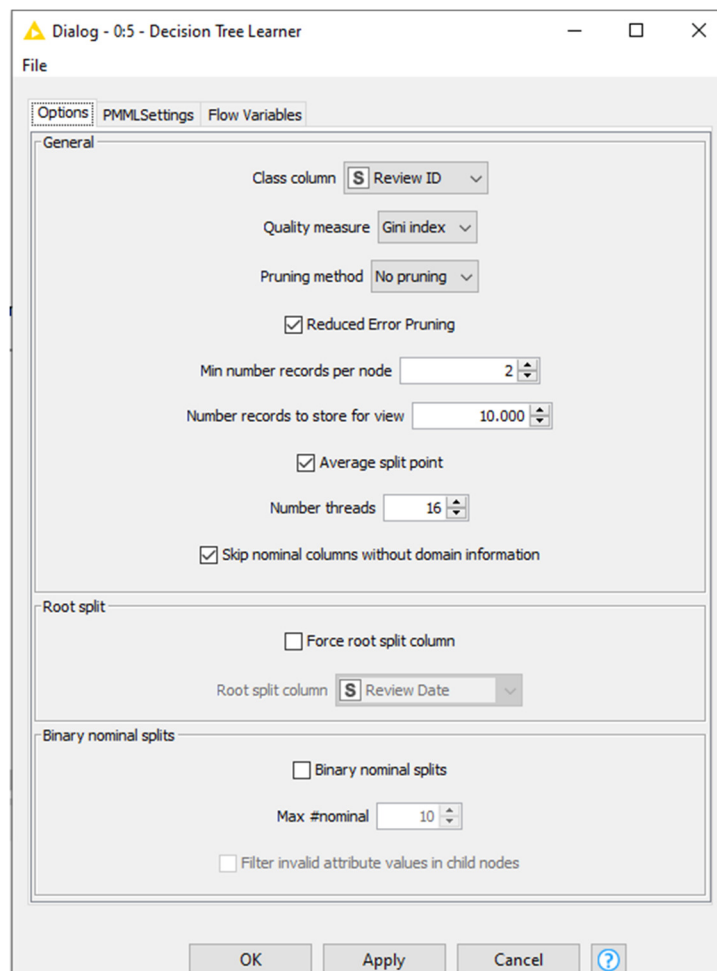 Dialog - 0:5 - Decision Tree Learner
File
Options PMMLSettings Flow Variables
General
Class column S Review ID
Quality measure Gini index
Pruning method No pruning
Reduced Error Pruning
Min number records per node 2
Number records to store for view 10.000
Average split point
Number threads 16
Skip nominal columns without domain information
Root split
Force root split column
Root split column S Review Date
Binary nominal splits
Binary nominal splits
Max #nominal 10
Filter invalid attribute values in child nodes
OK Apply Cancel ?